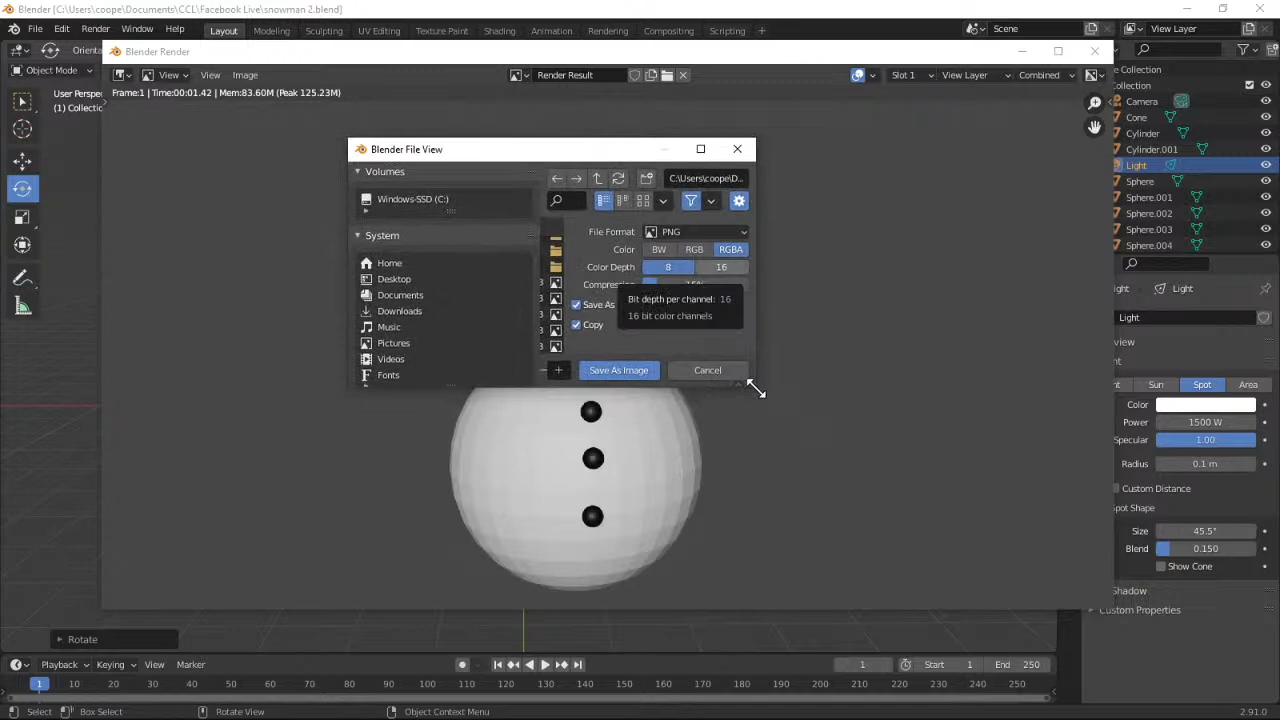 Blender [C:\Users\coope\Documents\CCL\Facebook Live\snowman 2.blend]
File Edit Render Window Help
Layout Modeling Sculpting UV Editing Texture Paint Shading Animation Rendering Compositing Scripting
Scene
View Layer
Orienta
Blender Render
Object Mode
View View Image
Render Result
Slot 1 View Layer Combined
e Collection
Collection
User Perspe
(1) Collectio
Frame:1 | Time:00:01.42 | Mem:83.60M (Peak 125.23M)
Camera
Cone
Cylinder
Cylinder.001
Light
Sphere
Sphere.001
Sphere.002
Sphere.003
Sphere.004
Blender File View
Volumes
Windows-SSD (C:)
C:\Users\coope\D..
System
Home
Desktop
Documents
Downloads
Music
Pictures
Videos
Fonts
File Format PNG
Color BW RGB RGBA
Color Depth 8 16
Compression
Save As
Copy
Bit depth per channel: 16
16 bit color channels
Save As Image Cancel
ight Light
Light
eview
ht
t Sun Spot Area
Color
Power 1500 W
Specular 1.00
Radius 0.1 m
Custom Distance
Spot Shape
Size 45.5°
Blend 0.150
Show Cone
Shadow
Custom Properties
Rotate
Playback Keying View Marker
1 Start 1 End 250
1 10 20 30 40 50 60 70 80 90 100 110 120 130 140 150 160 170 180 190 200 210 220 230 240 250
Select Box Select Rotate View Object Context Menu 2.91.0